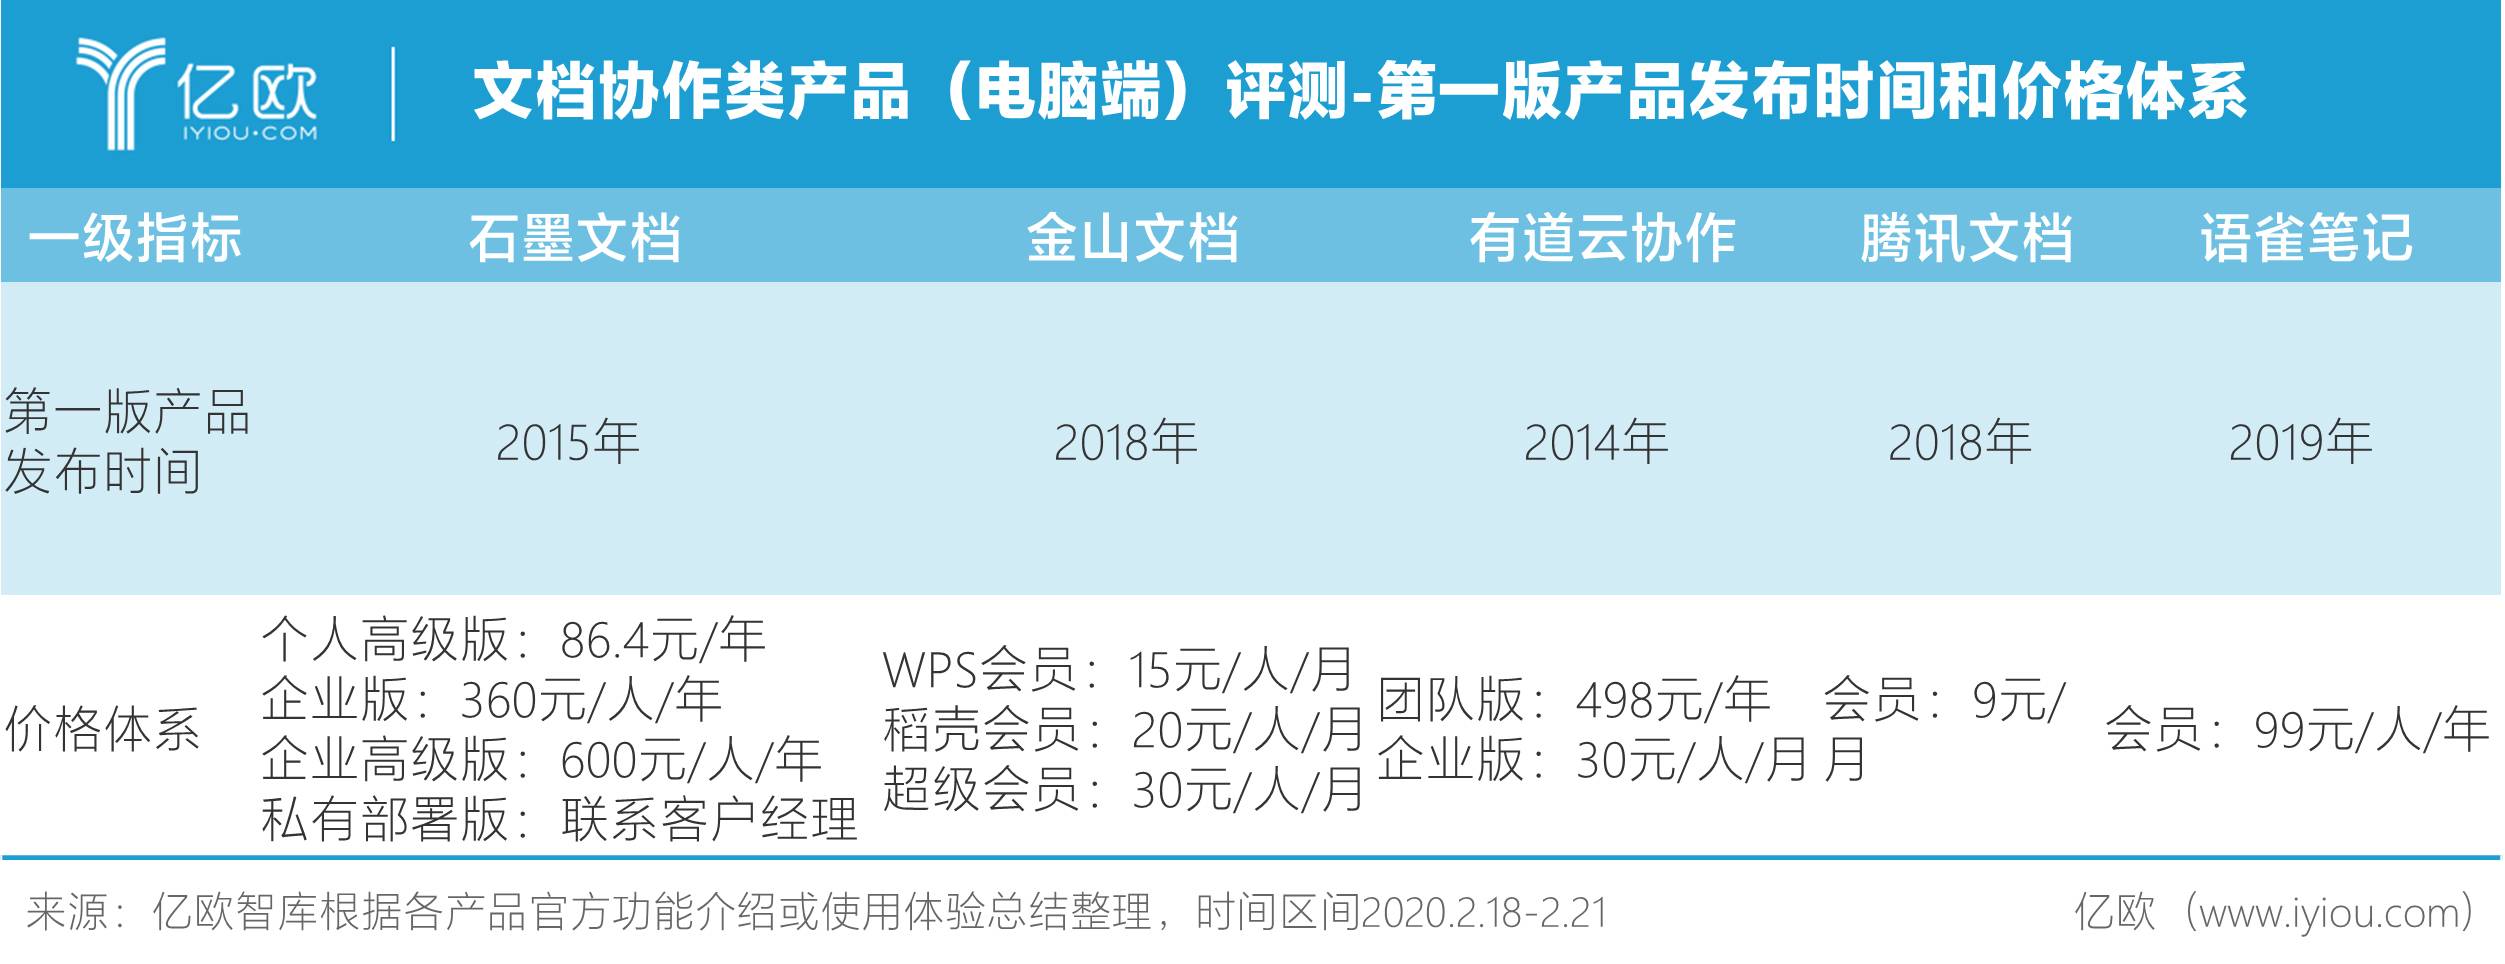 亿欧
IYIOU.COM
文档协作类产品（电脑端）评测-第一版产品发布时间和价格体系
一级指标 石墨文档 金山文档 有道云协作 腾讯文档 语雀笔记
第一版产品
发布时间
2015年 2018年 2014年 2018年 2019年
价格体系
个人高级版：86.4元/年
企业版：360元/人/年
企业高级版：600元/人/年
私有部署版：联系客户经理
WPS会员：15元/人/月
稻壳会员：20元/人/月
超级会员：30元/人/月
团队版：498元/年
企业版：30元/人/月
会员：9元/
月
会员：99元/人/年
来源：亿欧智库根据各产品官方功能介绍或使用体验总结整理，时间区间2020.2.18-2.21
亿欧（www.iyiou.com）